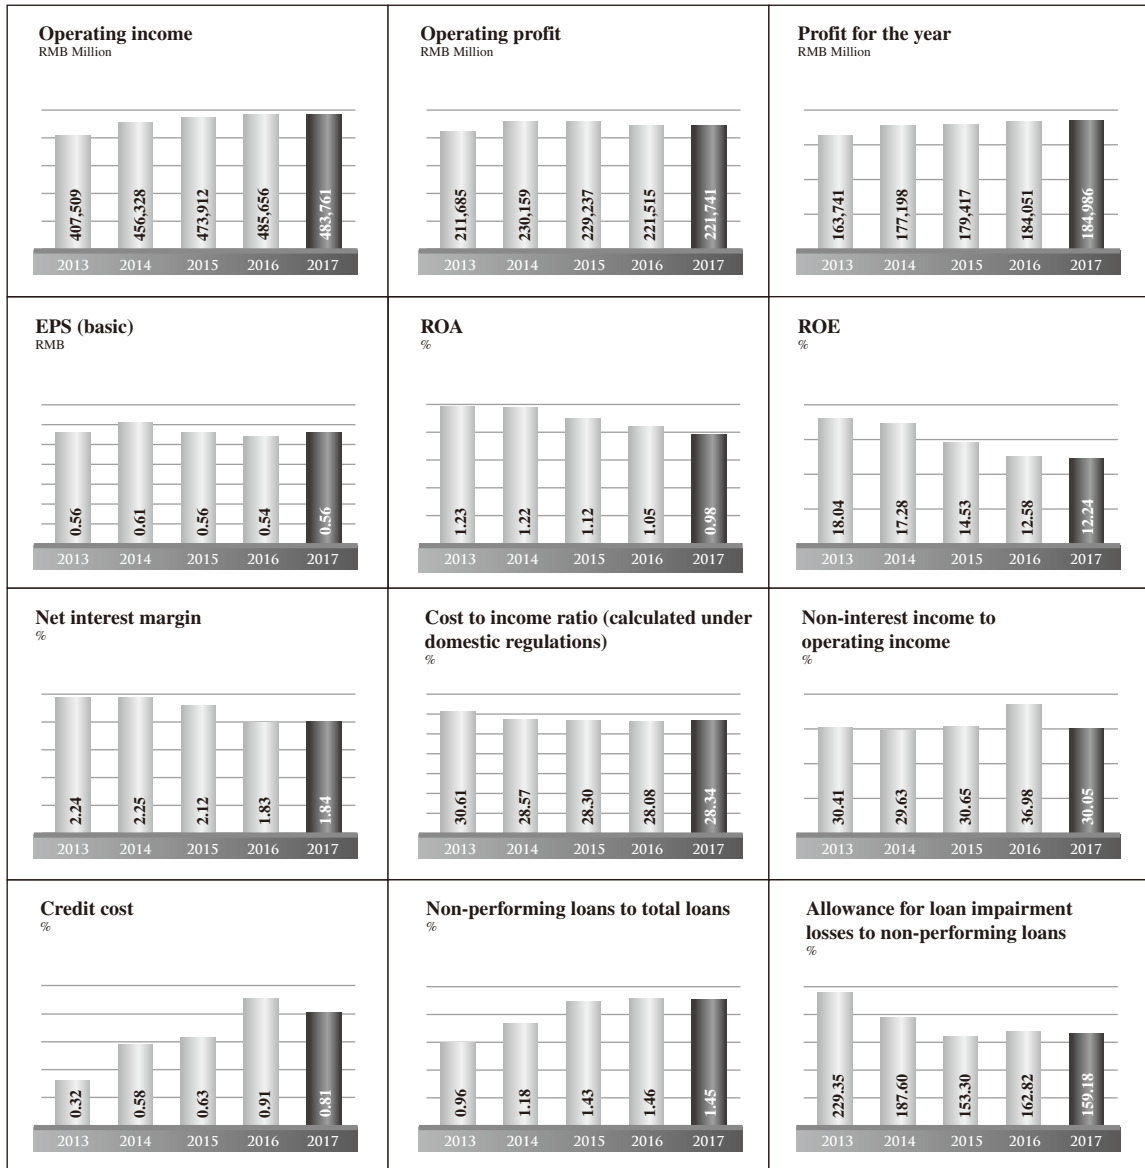 Operating income
RMB Million
407,509
456,328
473,912
485,656
483,761
2013 2014 2015 2016 2017
Operating profit
RMB Million
211,685
230,159
229,237
221,515
221,741
2013 2014 2015 2016 2017
Profit for the year
RMB Million
163,741
177,198
179,417
184,051
184,986
2013 2014 2015 2016 2017
EPS (basic)
RMB
0.56
0.61
0.56
0.54
0.56
2013 2014 2015 2016 2017
ROA
%
1.23
1.22
1.12
1.05
0.98
2013 2014 2015 2016 2017
ROE
%
18.04
17.28
14.53
12.58
12.24
2013 2014 2015 2016 2017
Net interest margin
%
2.24
2.25
2.12
1.83
1.84
2013 2014 2015 2016 2017
Cost to income ratio (calculated under
domestic regulations)
%
30.61
28.57
28.30
28.08
28.34
2013 2014 2015 2016 2017
Non-interest income to
operating income
%
30.41
29.63
30.65
36.98
30.05
2013 2014 2015 2016 2017
Credit cost
%
0.32
0.58
0.63
0.91
0.81
2013 2014 2015 2016 2017
Non-performing loans to total loans
%
0.96
1.18
1.43
1.46
1.45
2013 2014 2015 2016 2017
Allowance for loan impairment
losses to non-performing loans
%
229.35
187.60
153.30
162.82
159.18
2013 2014 2015 2016 2017